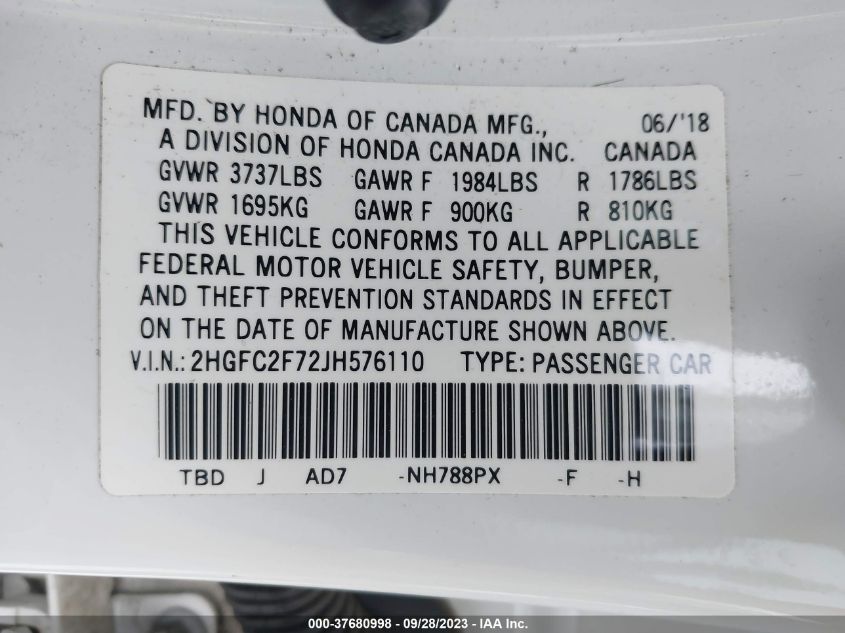 MFD. BY HONDA OF CANADA MFG., 06/'18
A DIVISION OF HONDA CANADA INC. CANADA
GVWR 3737LBS GAWR F 1984LBS R 1786LBS
GVWR 1695KG GAWR F 900KG R 810KG
THIS VEHICLE CONFORMS TO ALL APPLICABLE
FEDERAL MOTOR VEHICLE SAFETY, BUMPER,
AND THEFT PREVENTION STANDARDS IN EFFECT
ON THE DATE OF MANUFACTURE SHOWN ABOVE.
V.I.N.: 2HGFC2F72JH576110 TYPE: PASSENGER CAR
TBD J AD7 -NH788PX -F -H
000-37680998 - 09/28/2023 - IAA Inc.